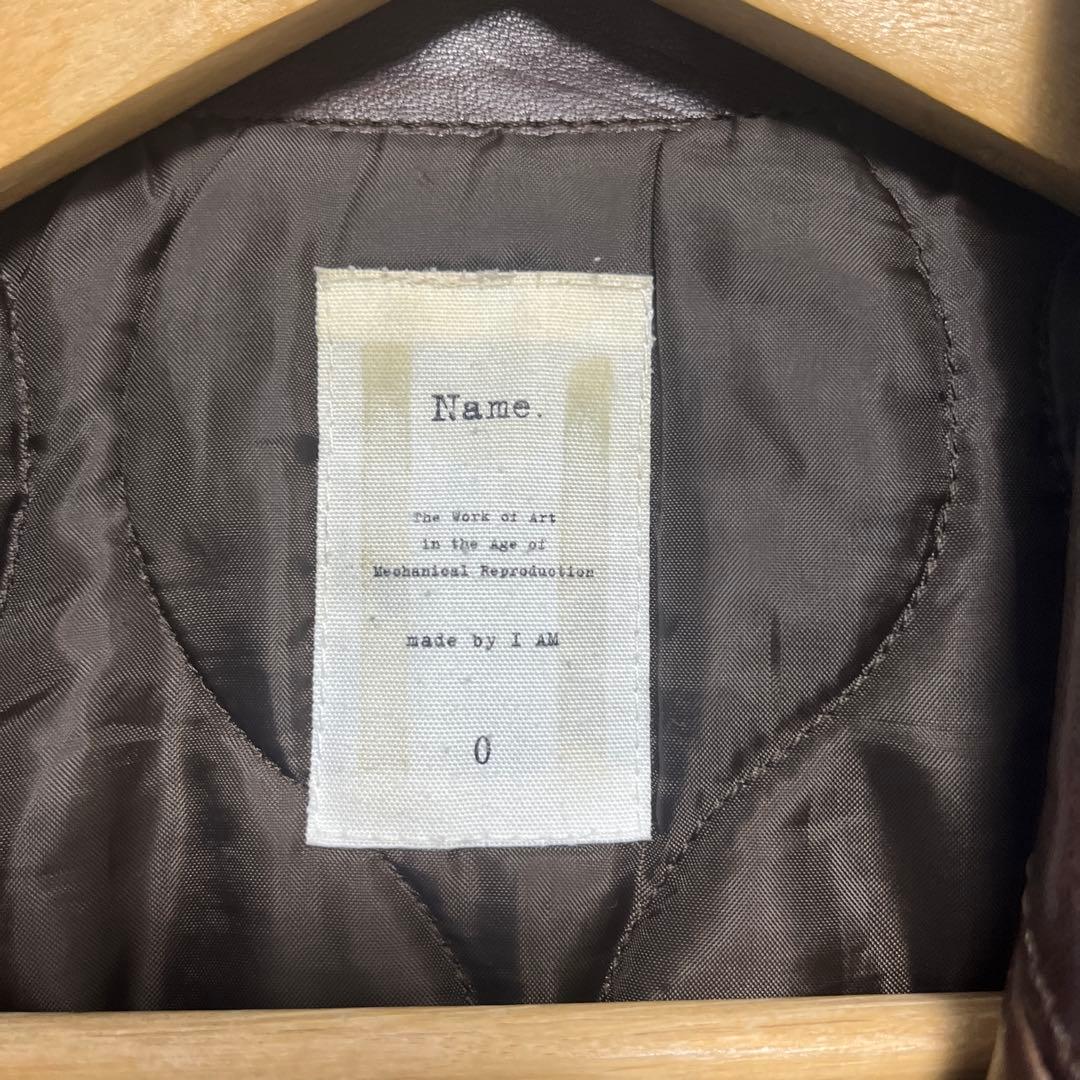 Name.
The Work of Art
in the Age of
Mechanical Reproduction
made by I AM
0